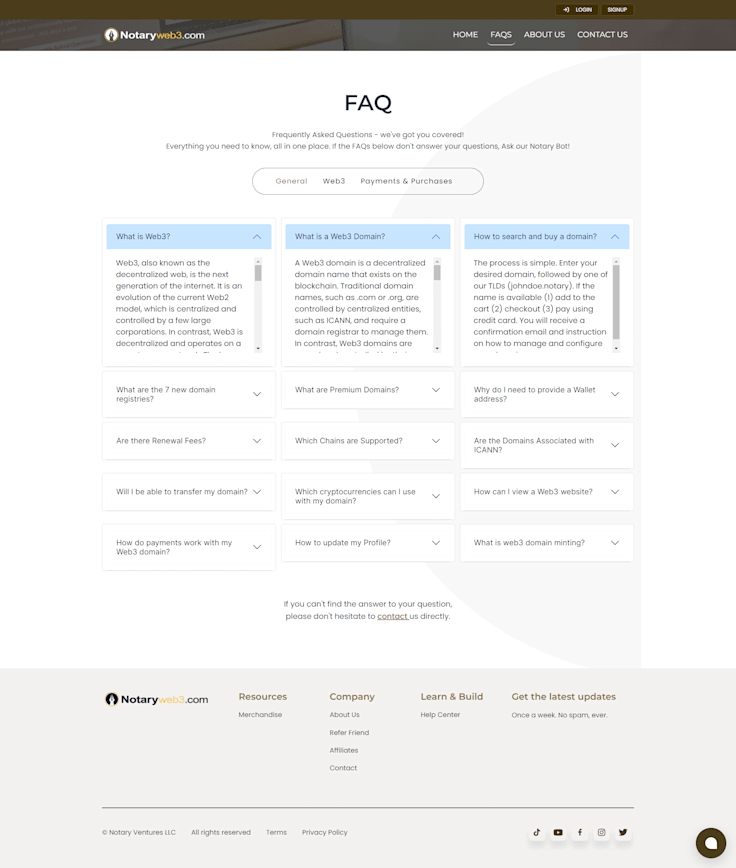 LOGIN
SIGNUP
Notaryweb3.com
HOME
FAQS
ABOUT US
CONTACT US
FAQ
Frequently Asked Questions - we've got you covered!
Everything you need to know, all in one place. If the FAQs below don't answer your questions, Ask our Notary Bot!
General
Web3
Payments & Purchases
What is Web3?
Web3, also known as the
decentralized web, is the next
generation of the internet. It is an
evolution of the current Web2
model, which is centralized and
controlled by a few large
corporations. In contrast, Web3 is
decentralized and operates on a
What is a Web3 Domain?
A Web3 domain is a decentralized
domain name that exists on the
blockchain. Traditional domain
names, such as .com or .org, are
controlled by centralized entities,
such as ICANN, and require a
domain registrar to manage them.
In contrast, Web3 domains are
How to search and buy a domain?
The process is simple. Enter your
desired domain, followed by one of
our TLDs (johndoe.notary). If the
name is available (1) add to the
cart (2) checkout (3) pay using
credit card. You will receive a
confirmation email and instruction
on how to manage and configure
What are the 7 new domain
registries?
What are Premium Domains?
Why do I need to provide a Wallet
address?
Are there Renewal Fees?
Which Chains are Supported?
Are the Domains Associated with
ICANN?
Will I be able to transfer my domain?
Which cryptocurrencies can I use
with my domain?
How can I view a Web3 website?
How do payments work with my
Web3 domain?
How to update my Profile?
What is web3 domain minting?
If you can't find the answer to your question,
please don't hesitate to contact us directly.
Notaryweb3.com
Resources
Merchandise
Company
About Us
Refer Friend
Affiliates
Contact
Learn & Build
Help Center
Get the latest updates
Once a week. No spam, ever.
© Notary Ventures LLC
All rights reserved
Terms
Privacy Policy